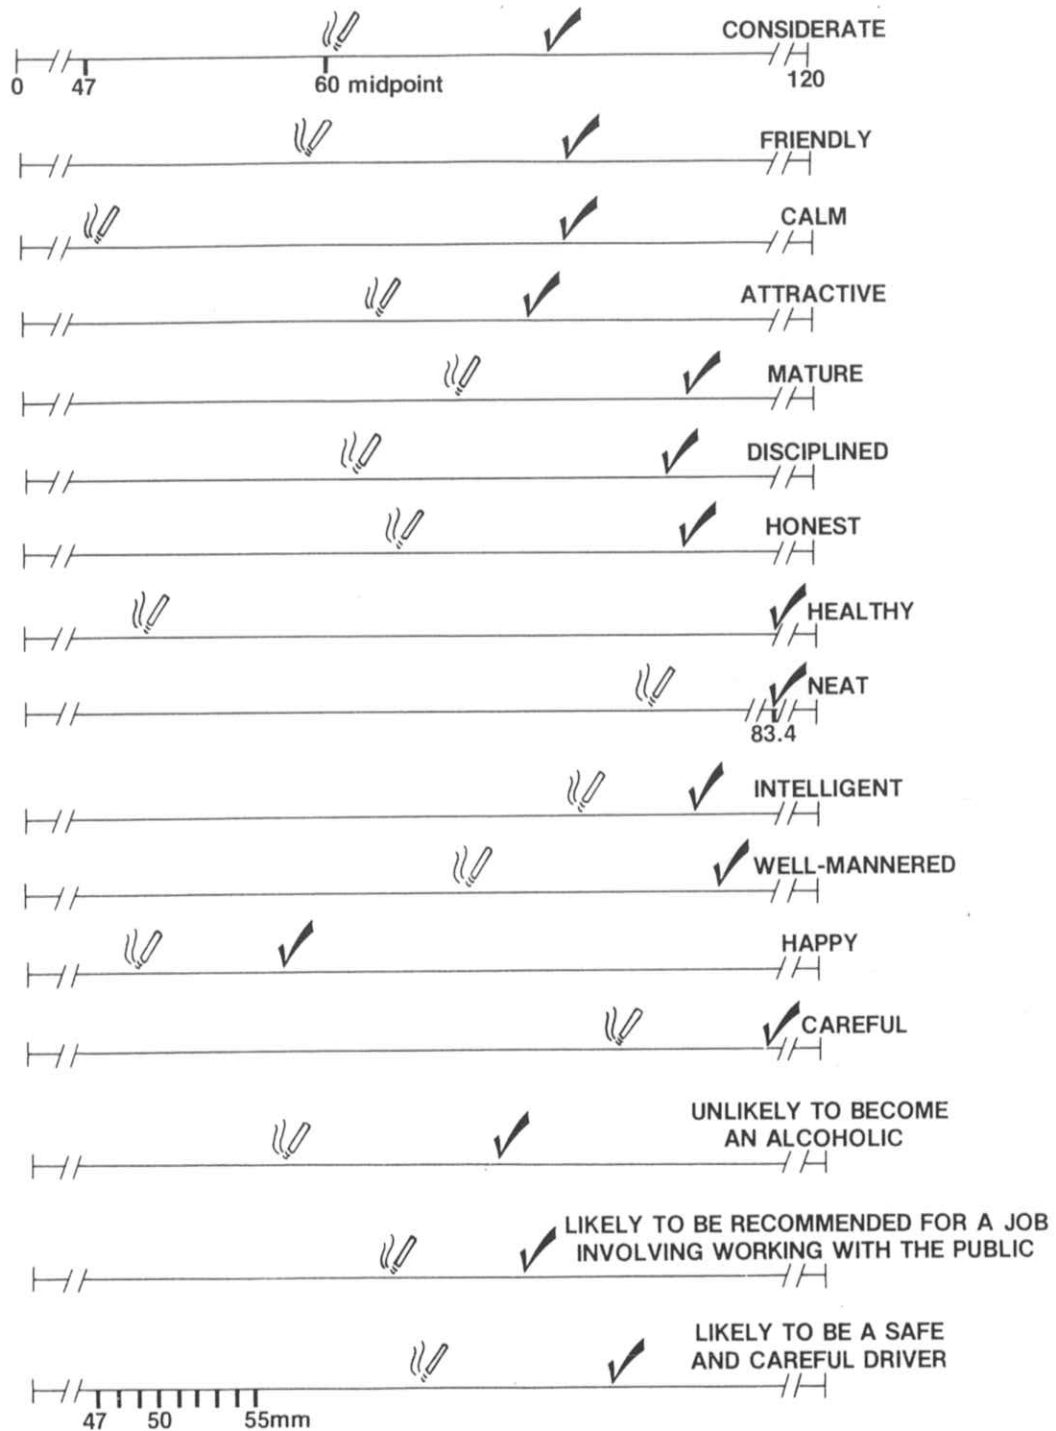 CONSIDERATE
0 47 60 midpoint 120
FRIENDLY
CALM
ATTRACTIVE
MATURE
DISCIPLINED
HONEST
HEALTHY
NEAT
83.4
INTELLIGENT
WELL-MANNERED
HAPPY
CAREFUL
UNLIKELY TO BECOME
AN ALCOHOLIC
LIKELY TO BE RECOMMENDED FOR A JOB
INVOLVING WORKING WITH THE PUBLIC
LIKELY TO BE A SAFE
AND CAREFUL DRIVER
47 50 55mm